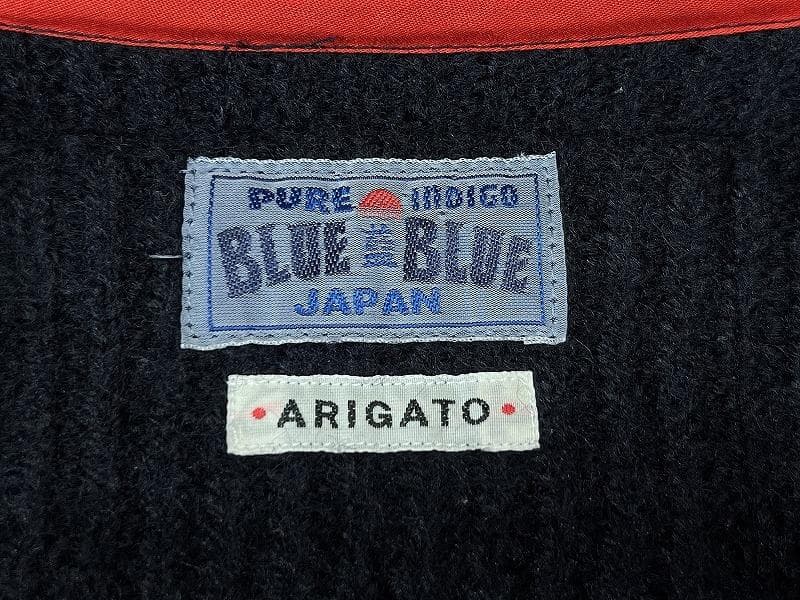 PURE INDIGO
BLUE BLUE
JAPAN
• ARIGATO •